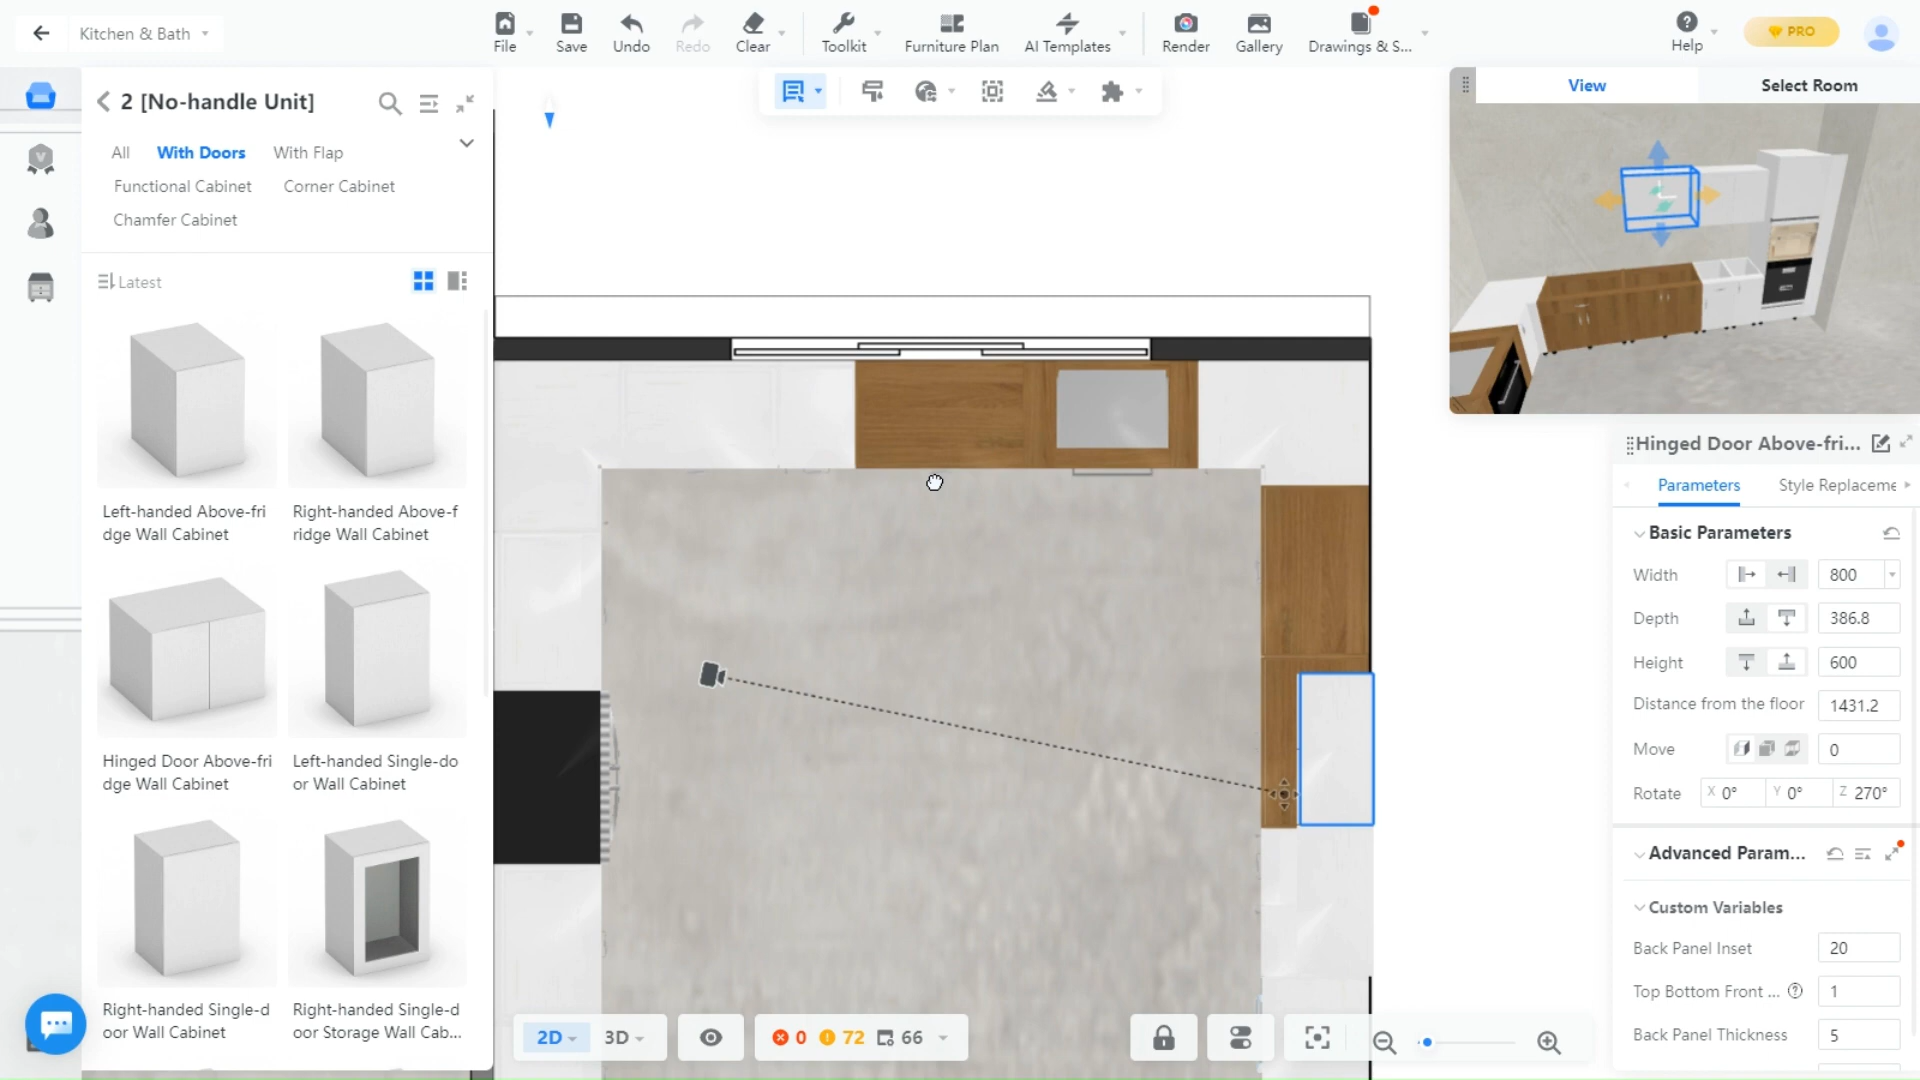 Kitchen & Bath
File
Save
Undo
Redo
Clear
Toolkit
Furniture Plan
AI Templates
Render
Gallery
Drawings & S...
Help
PRO
2 [No-handle Unit]
All
With Doors
With Flap
Functional Cabinet
Corner Cabinet
Chamfer Cabinet
Latest
Left-handed Above-fri
dge Wall Cabinet
Right-handed Above-f
ridge Wall Cabinet
Hinged Door Above-fri
dge Wall Cabinet
Left-handed Single-do
or Wall Cabinet
Right-handed Single-d
oor Wall Cabinet
Right-handed Single-d
oor Storage Wall Cab...
2D
3D
0
72
66
View
Select Room
Hinged Door Above-fri...
Parameters
Style Replaceme
Basic Parameters
Width
800
Depth
386.8
Height
600
Distance from the floor
1431.2
Move
0
Rotate
X 0°
Y 0°
Z 270°
Advanced Param...
Custom Variables
Back Panel Inset
20
Top Bottom Front ...
1
Back Panel Thickness
5